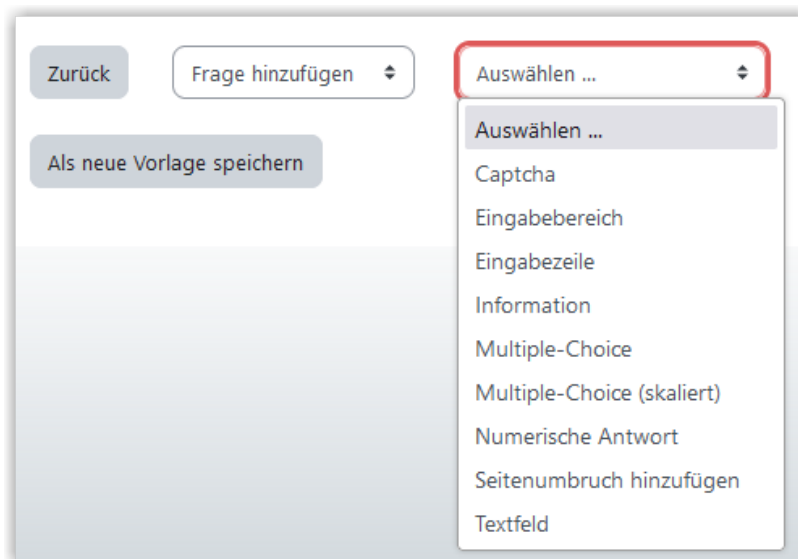 Zurück
Frage hinzufügen
Auswählen ...
Als neue Vorlage speichern
Auswählen ...
Captcha
Eingabebereich
Eingabezeile
Information
Multiple-Choice
Multiple-Choice (skaliert)
Numerische Antwort
Seitenumbruch hinzufügen
Textfeld